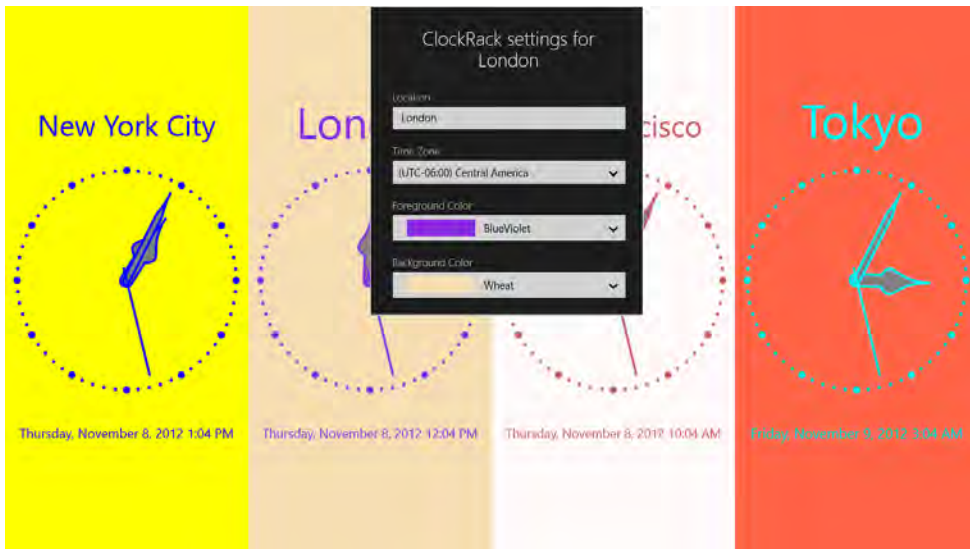 ClockRack settings for
London
Location
London
Time Zone
(UTC-06:00) Central America
Foreground Color
BlueViolet
Background Color
Wheat
New York City
Lon
cisco
Tokyo
Thursday, November 8, 2012 1:04 PM
Thursday, November 8, 2012 12:04 PM
Thursday, November 8, 2012 10:04 AM
Friday, November 9, 2012 3:04 AM